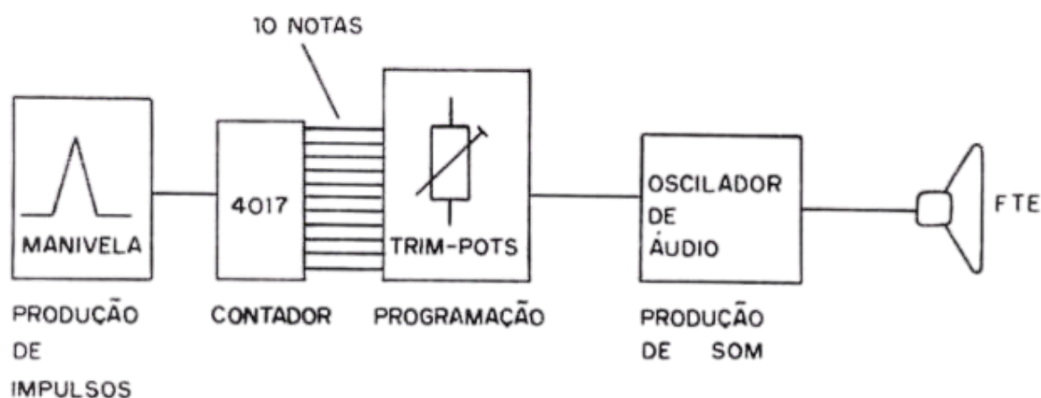 10 NOTAS
MANIVELA
4017
TRIM-POTS
OSCILADOR
DE
ÁUDIO
FTE
PRODUÇÃO
DE
IMPULSOS
CONTADOR
PROGRAMAÇÃO
PRODUÇÃO
DE SOM